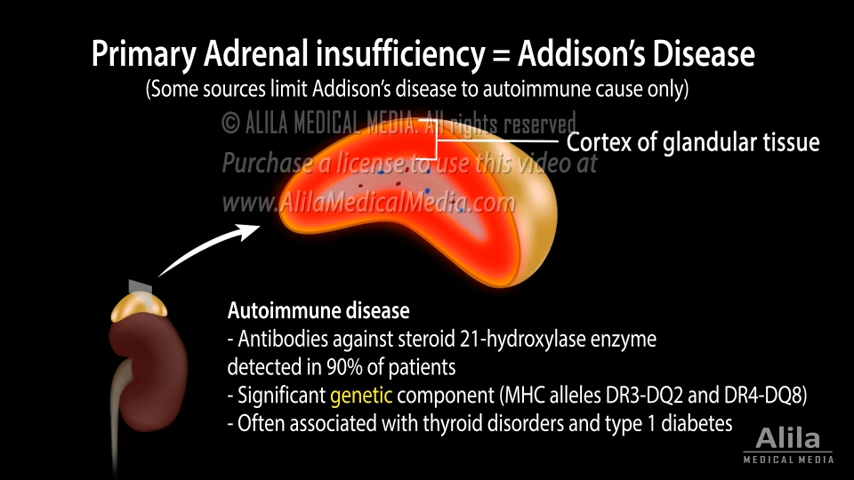 Primary Adrenal insufficiency = Addison's Disease
(Some sources limit Addison's disease to autoimmune cause only)
© ALILA MEDICAL MEDIA. All rights reserved
Purchase a license to use this video at
www.AlilaMedicalMedia.com
Cortex of glandular tissue
Autoimmune disease
- Antibodies against steroid 21-hydroxylase enzyme
detected in 90% of patients
- Significant genetic component (MHC alleles DR3-DQ2 and DR4-DQ8)
- Often associated with thyroid disorders and type 1 diabetes
Alila
MEDICAL MEDIA